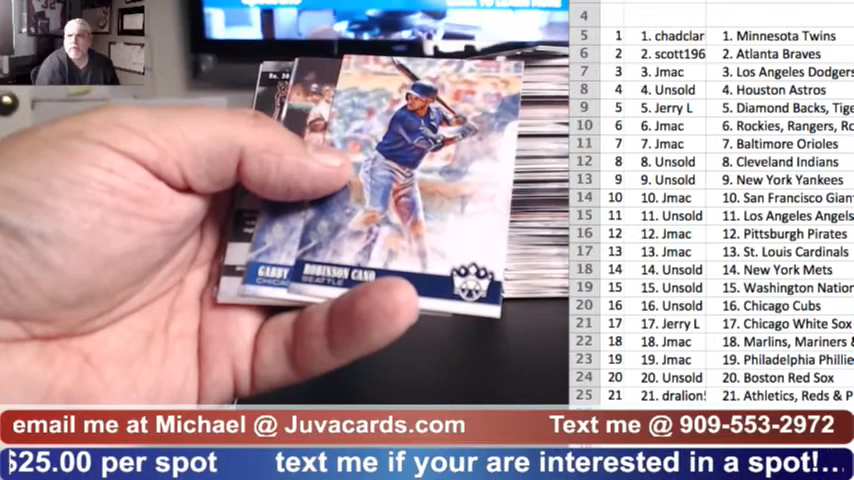 4
5 1 1. chadclar 1. Minnesota Twins
6 2 2. scott196 2. Atlanta Braves
7 3 3. Jmac 3. Los Angeles Dodgers
8 4 4. Unsold 4. Houston Astros
9 5 5. Jerry L 5. Diamond Backs, Tige
10 6 6. Jmac 6. Rockies, Rangers, Ro
11 7 7. Jmac 7. Baltimore Orioles
12 8 8. Unsold 8. Cleveland Indians
13 9 9. Unsold 9. New York Yankees
14 10 10. Jmac 10. San Francisco Giant
15 11 11. Unsold 11. Los Angeles Angels
16 12 12. Jmac 12. Pittsburgh Pirates
17 13 13. Jmac 13. St. Louis Cardinals
18 14 14. Unsold 14. New York Mets
19 15 15. Unsold 15. Washington Nation
20 16 16. Unsold 16. Chicago Cubs
21 17 17. Jerry L 17. Chicago White Sox
22 18 18. Jmac 18. Marlins, Mariners &
23 19 19. Jmac 19. Philadelphia Phillie
24 20 20. Unsold 20. Boston Red Sox
25 21 21. dralion! 21. Athletics, Reds & P
GABBY
CHICA
ROBINSON CANO
SEATTLE
email me at Michael @ Juvacards.com Text me @ 909-553-2972
$25.00 per spot text me if your are interested in a spot!...